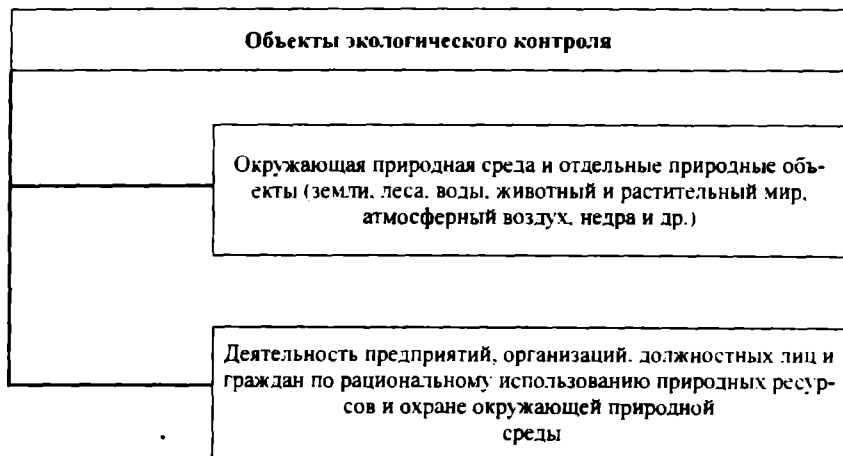 Объекты экологического контроля
Окружающая природная среда и отдельные природные объ-
екты (земли, леса, воды, животный и растительный мир,
атмосферный воздух, недра и др.)
Деятельность предприятий, организаций, должностных лиц и
граждан по рациональному использованию природных ресур-
сов и охране окружающей природной
среды